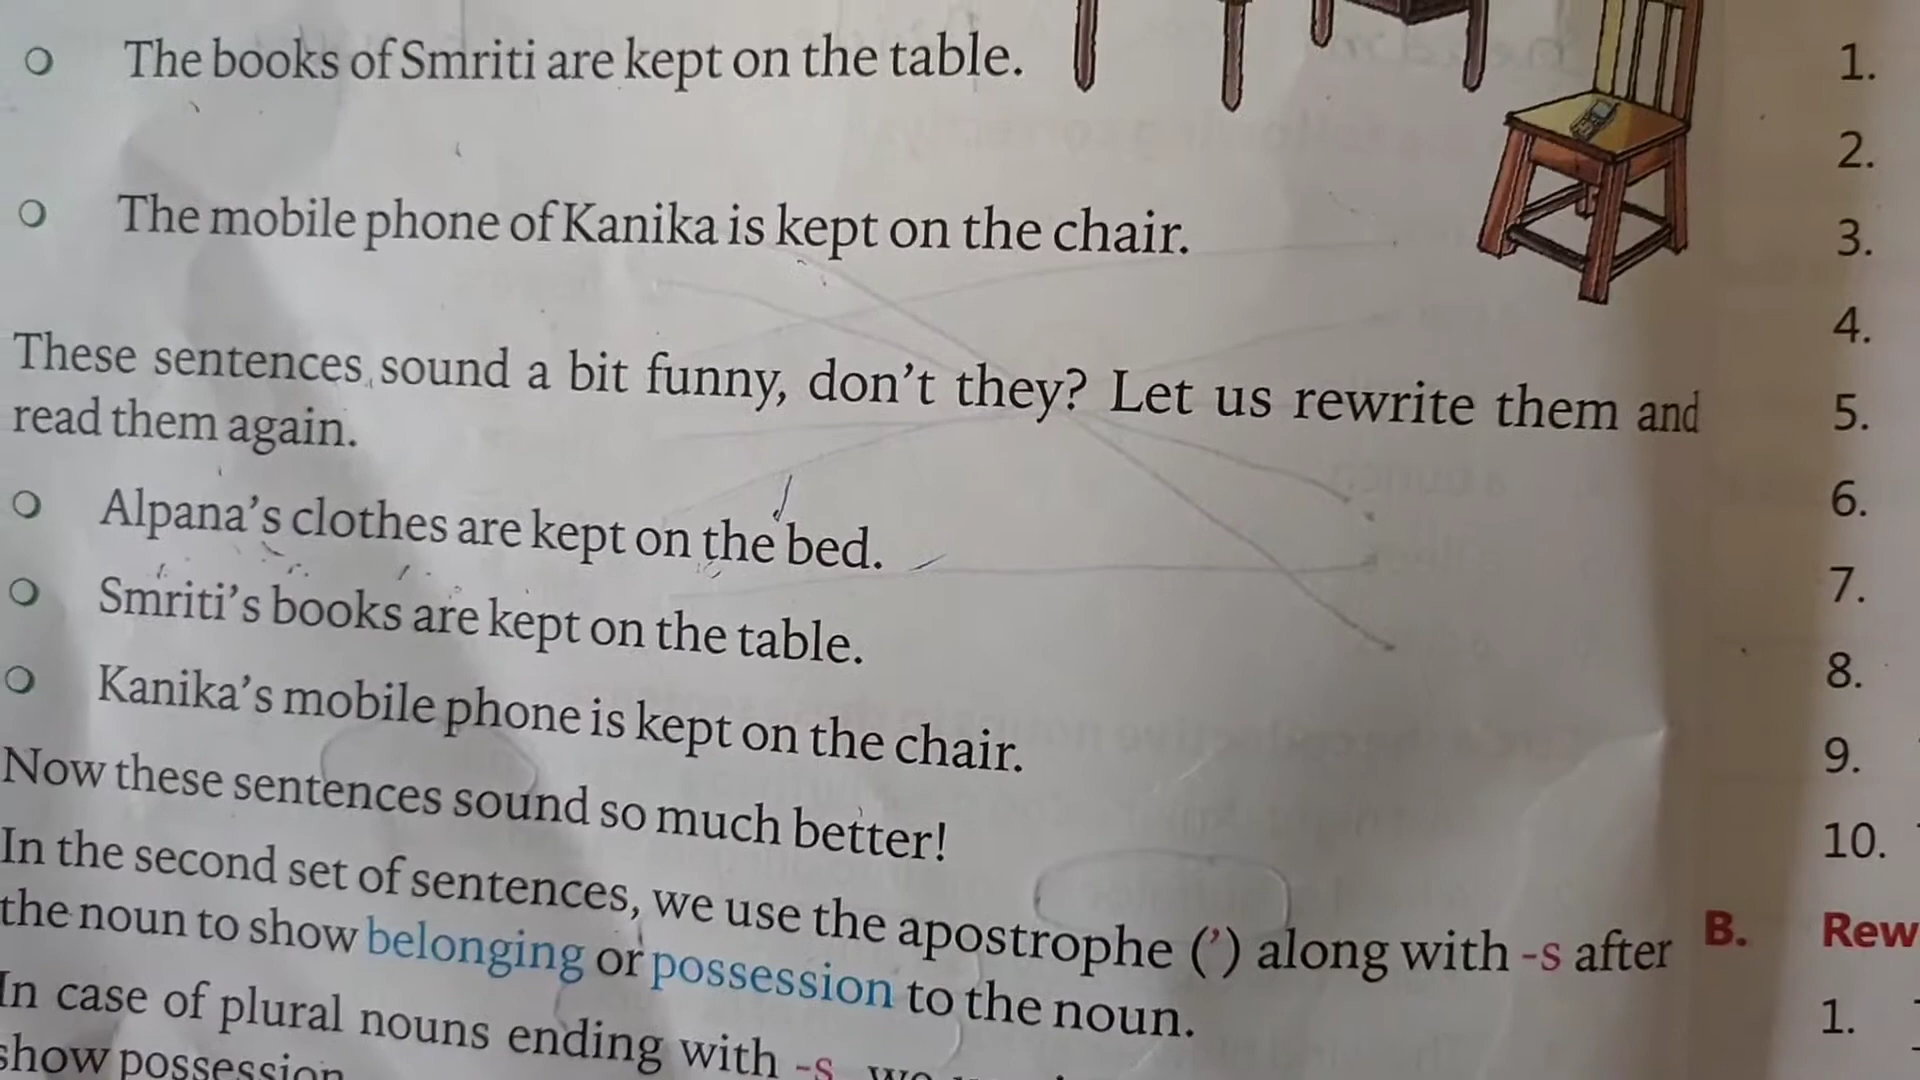 The books of Smriti are kept on the table.
The mobile phone of Kanika is kept on the chair.
These sentences sound a bit funny, don't they? Let us rewrite them and
read them again.
Alpana's clothes are kept on the bed.
Smriti's books are kept on the table.
Kanika's mobile phone is kept on the chair.
Now these sentences sound so much better!
In the second set of sentences, we use the apostrophe (') along with -s after
the noun to show belonging or possession to the noun.
In case of plural nouns ending with -s, we
show possession
1.
2.
3.
4.
5.
6.
7.
8.
9.
10.
B. Rew
1.